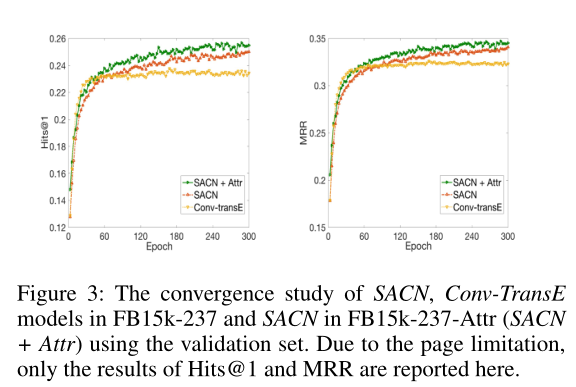 0.26
0.24
0.22
0.2
0.18
0.16
0.14
0.12
Hits@1
0 60 120 180 240 300
Epoch
SACN + Attr
SACN
Conv-transE
0.35
0.3
0.25
0.2
0.15
MRR
0 60 120 180 240 300
Epoch
SACN + Attr
SACN
Conv-transE
Figure 3: The convergence study of SACN, Conv-TransE
models in FB15k-237 and SACN in FB15k-237-Attr (SACN
+ Attr) using the validation set. Due to the page limitation,
only the results of Hits@1 and MRR are reported here.